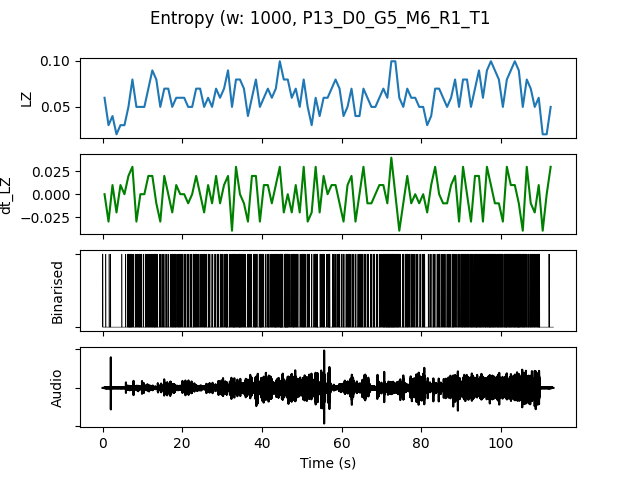 Entropy (w: 1000, P13_D0_G5_M6_R1_T1
0.10
0.05
LZ
0.025
0.000
−0.025
dt_LZ
Binarised
Audio
0 20 40 60 80 100
Time (s)